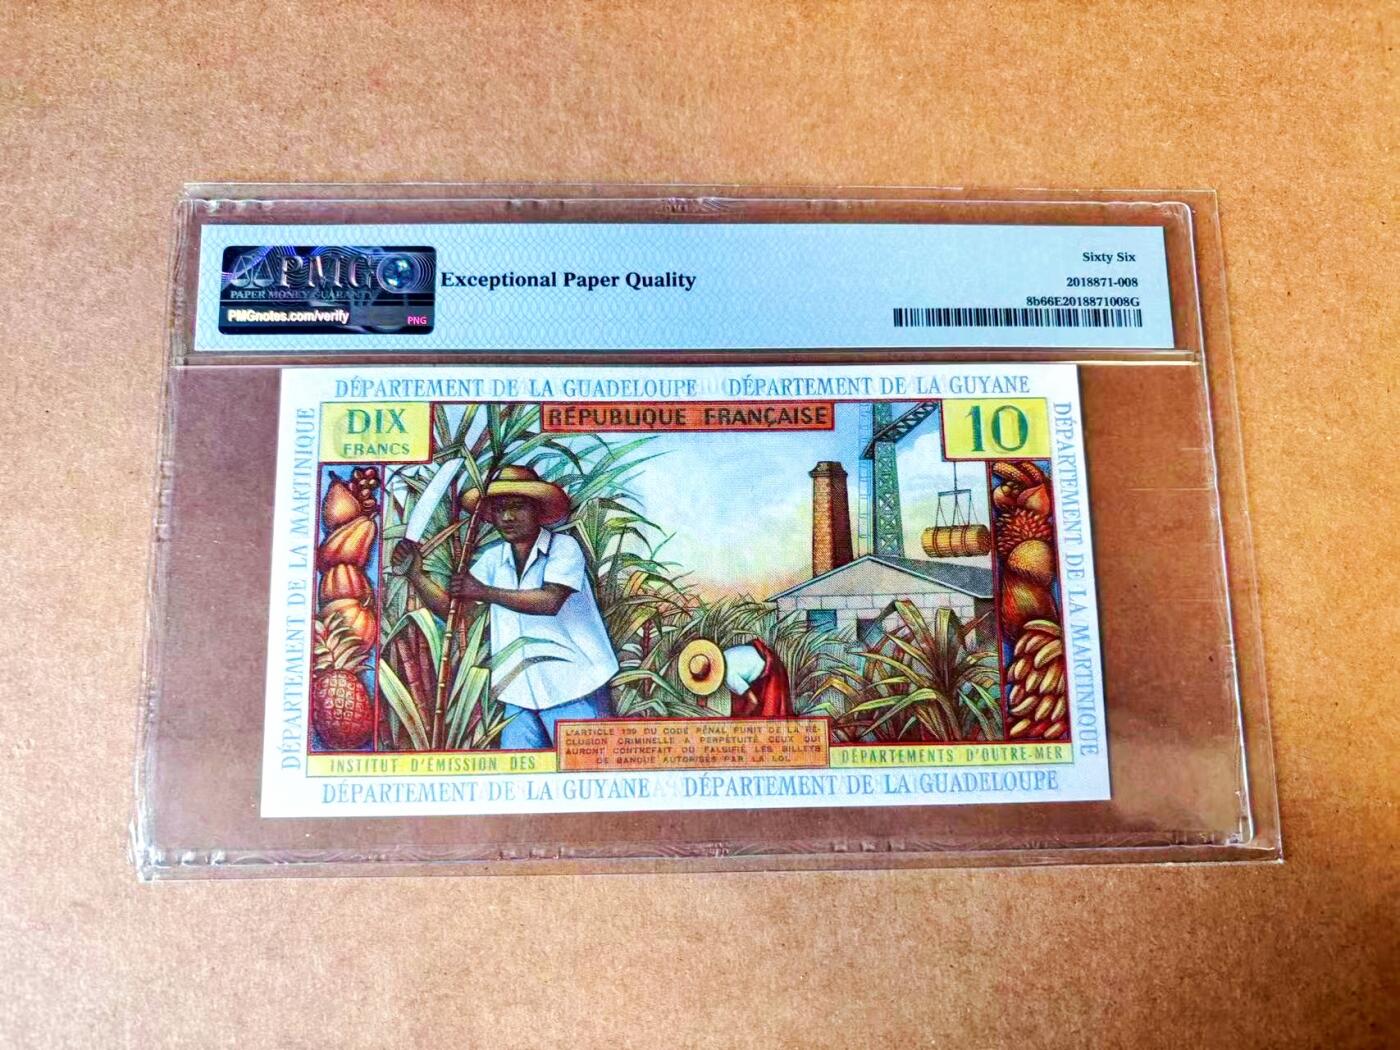 PMG
PAPER MONEY GUARANTY
PMGnotes.com/verify
PNG
Exceptional Paper Quality
Sixty Six
2018871-008
8b66E2018871008G
DÉPARTEMENT DE LA GUADELOUPE DÉPARTEMENT DE LA GUYANE
DÉPARTEMENT DE LA MARTINIQUE
DIX
FRANCS
RÉPUBLIQUE FRANÇAISE
10
DÉPARTEMENT DE LA MARTINIQUE
L'ARTICLE 139 DU CODE PÉNAL PUNIT DE LA RÉ-
CLUSION CRIMINELLE A PERPÉTUITÉ CEUX QUI
AURONT CONTREFAIT OU FALSIFIÉ LES BILLETS
DE BANQUE AUTORISÉS PAR LA LOI.
INSTITUT D'ÉMISSION DES
DÉPARTEMENTS D'OUTRE-MER
DÉPARTEMENT DE LA GUYANE DÉPARTEMENT DE LA GUADELOUPE